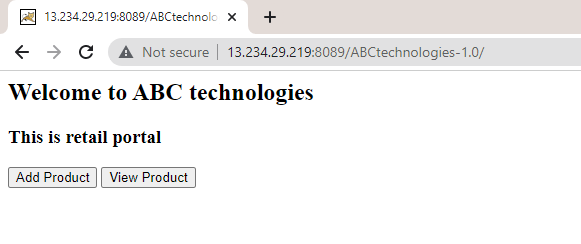 13.234.29.219:8089/ABCtechnolo
Not secure | 13.234.29.219:8089/ABCtechnologies-1.0/
Welcome to ABC technologies
This is retail portal
Add Product View Product